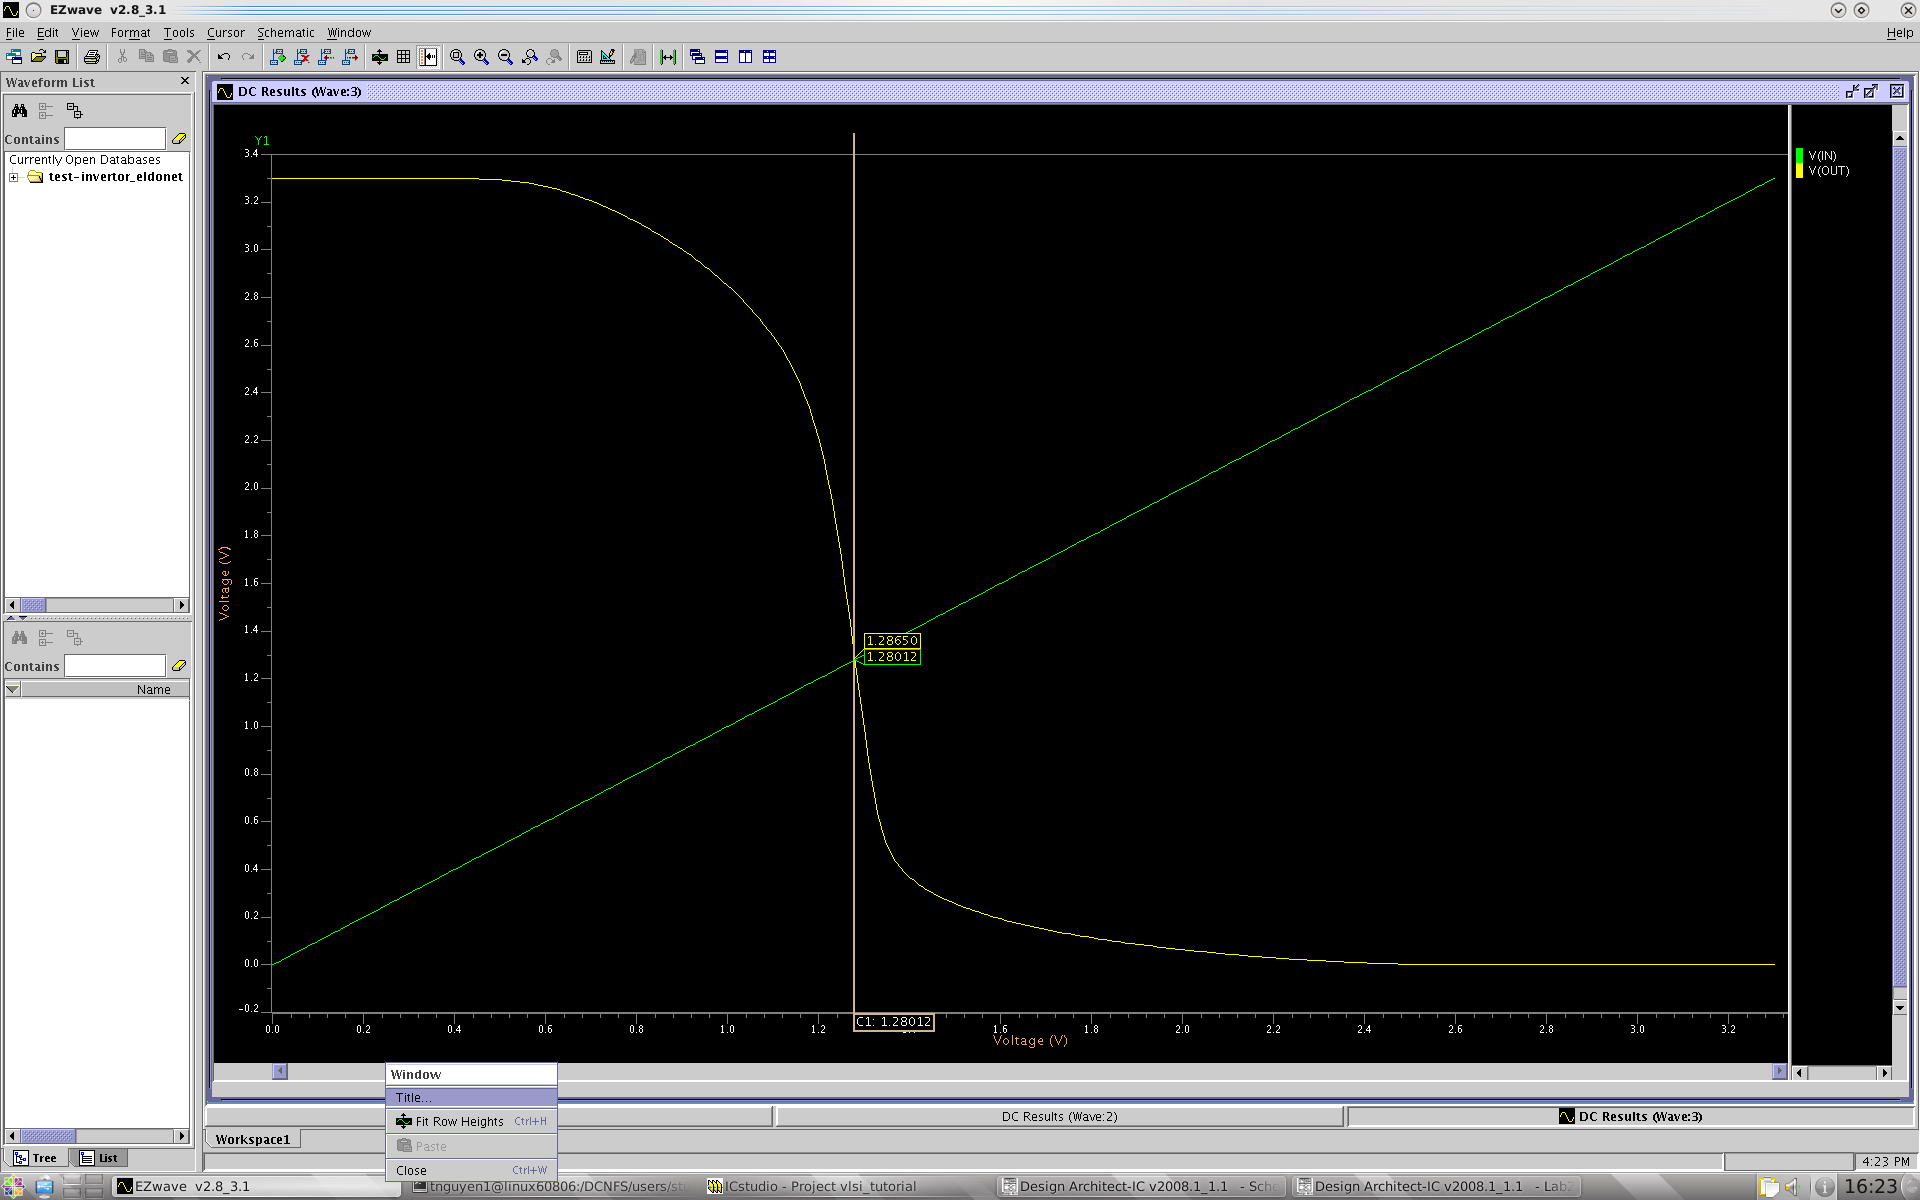 EZwave v2.8_3.1
File Edit View Format Tools Cursor Schematic Window Help
Waveform List
Contains
Currently Open Databases
test-invertor_eldonet
Contains
Name
Tree List
DC Results (Wave:3)
Y1
3.4
3.2
3.0
2.8
2.6
2.4
2.2
2.0
1.8
1.6
1.4
1.2
1.0
0.8
0.6
0.4
0.2
0.0
-0.2
Voltage (V)
1.28650
1.28012
C1: 1.28012
0.0 0.2 0.4 0.6 0.8 1.0 1.2 1.6 1.8 2.0 2.2 2.4 2.6 2.8 3.0 3.2
Voltage (V)
V(IN)
V(OUT)
Window
Title...
Fit Row Heights Ctrl+H
Paste
Close Ctrl+W
DC Results (Wave:2)
DC Results (Wave:3)
Workspace1
4:23 PM
EZwave v2.8_3.1
tnguyen1@linux60806:/DCNFS/users/st
ICstudio - Project vlsi_tutorial
Design Architect-IC v2008.1_1.1 - Sche
Design Architect-IC v2008.1_1.1 - Lab2
16:23